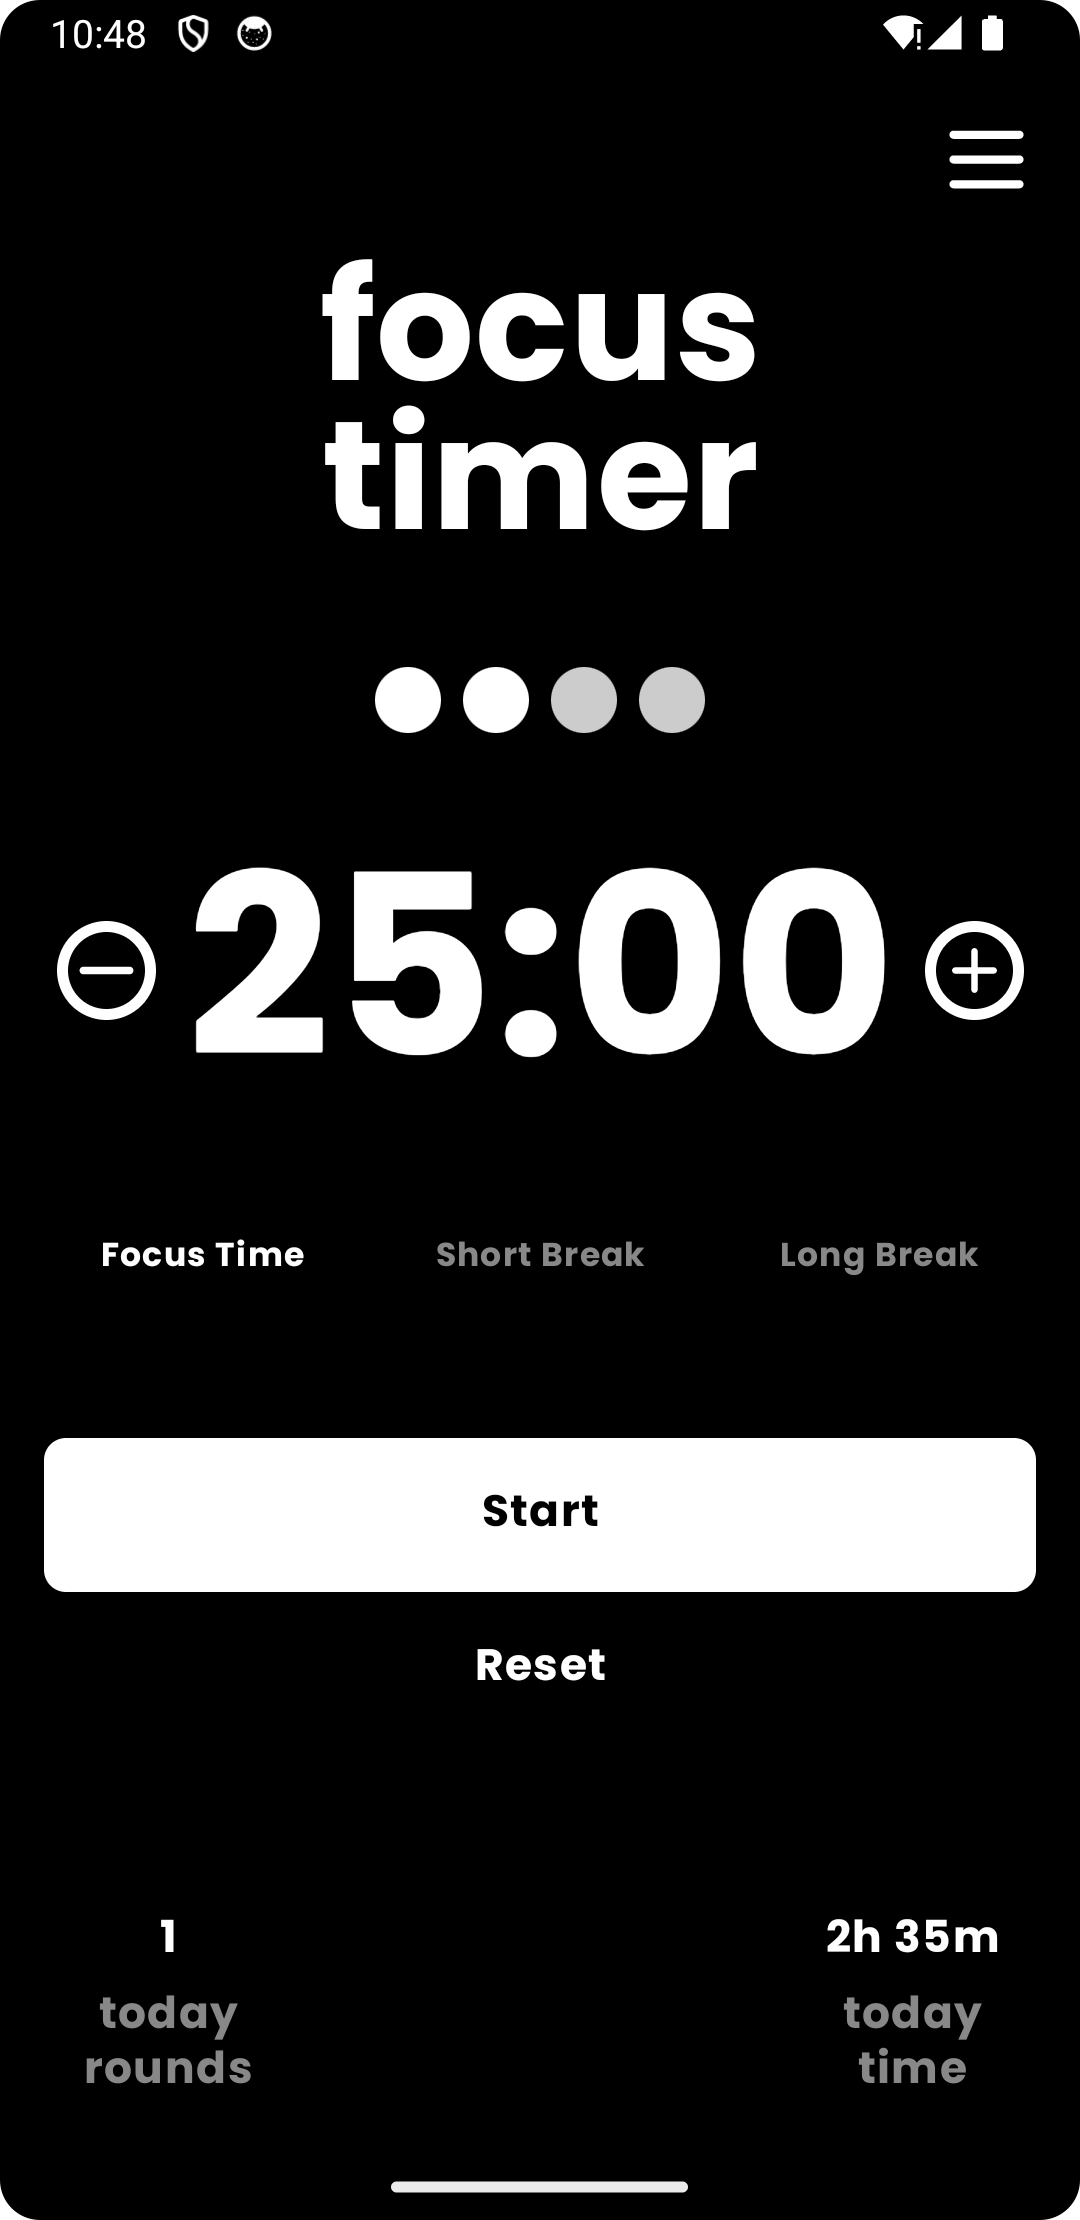 10:48
focus
timer
25:00
Focus Time
Short Break
Long Break
Start
Reset
1
today
rounds
2h 35m
today
time